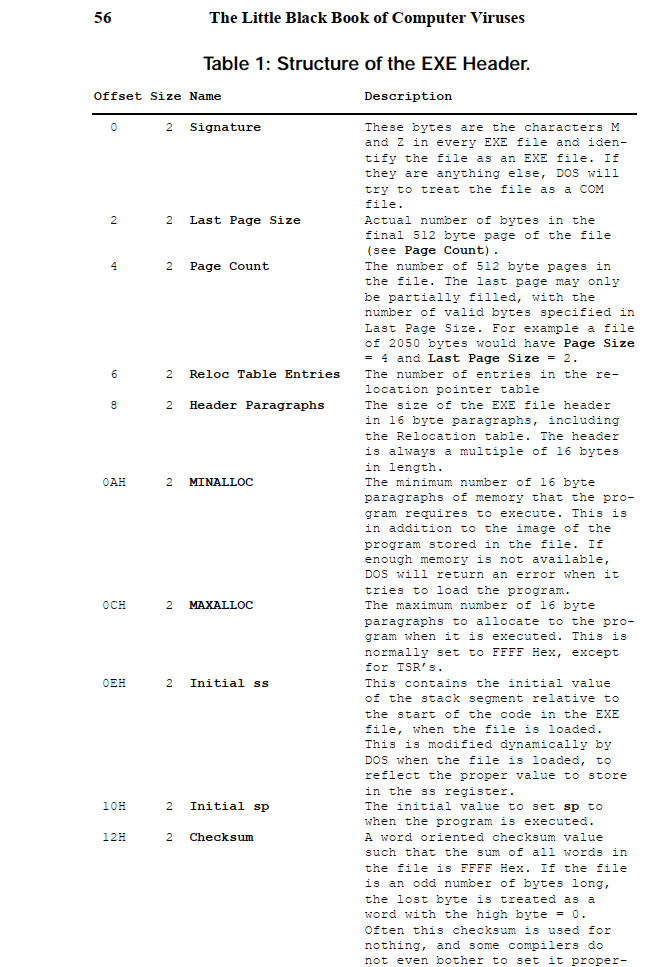 56 The Little Black Book of Computer Viruses
Table 1: Structure of the EXE Header.
Offset Size Name Description
0 2 Signature These bytes are the characters M
and Z in every EXE file and iden-
tify the file as an EXE file. If
they are anything else, DOS will
try to treat the file as a COM
file.
2 2 Last Page Size Actual number of bytes in the
final 512 byte page of the file
(see Page Count).
4 2 Page Count The number of 512 byte pages in
the file. The last page may only
be partially filled, with the
number of valid bytes specified in
Last Page Size. For example a file
of 2050 bytes would have Page Size
= 4 and Last Page Size = 2.
6 2 Reloc Table Entries The number of entries in the re-
location pointer table
8 2 Header Paragraphs The size of the EXE file header
in 16 byte paragraphs, including
the Relocation table. The header
is always a multiple of 16 bytes
in length.
0AH 2 MINALLOC The minimum number of 16 byte
paragraphs of memory that the pro-
gram requires to execute. This is
in addition to the image of the
program stored in the file. If
enough memory is not available,
DOS will return an error when it
tries to load the program.
0CH 2 MAXALLOC The maximum number of 16 byte
paragraphs to allocate to the pro-
gram when it is executed. This is
normally set to FFFF Hex, except
for TSR's.
0EH 2 Initial ss This contains the initial value
of the stack segment relative to
the start of the code in the EXE
file, when the file is loaded.
This is modified dynamically by
DOS when the file is loaded, to
reflect the proper value to store
in the ss register.
10H 2 Initial sp The initial value to set sp to
when the program is executed.
12H 2 Checksum A word oriented checksum value
such that the sum of all words in
the file is FFFF Hex. If the file
is an odd number of bytes long,
the lost byte is treated as a
word with the high byte = 0.
Often this checksum is used for
nothing, and some compilers do
not even bother to set it proper-